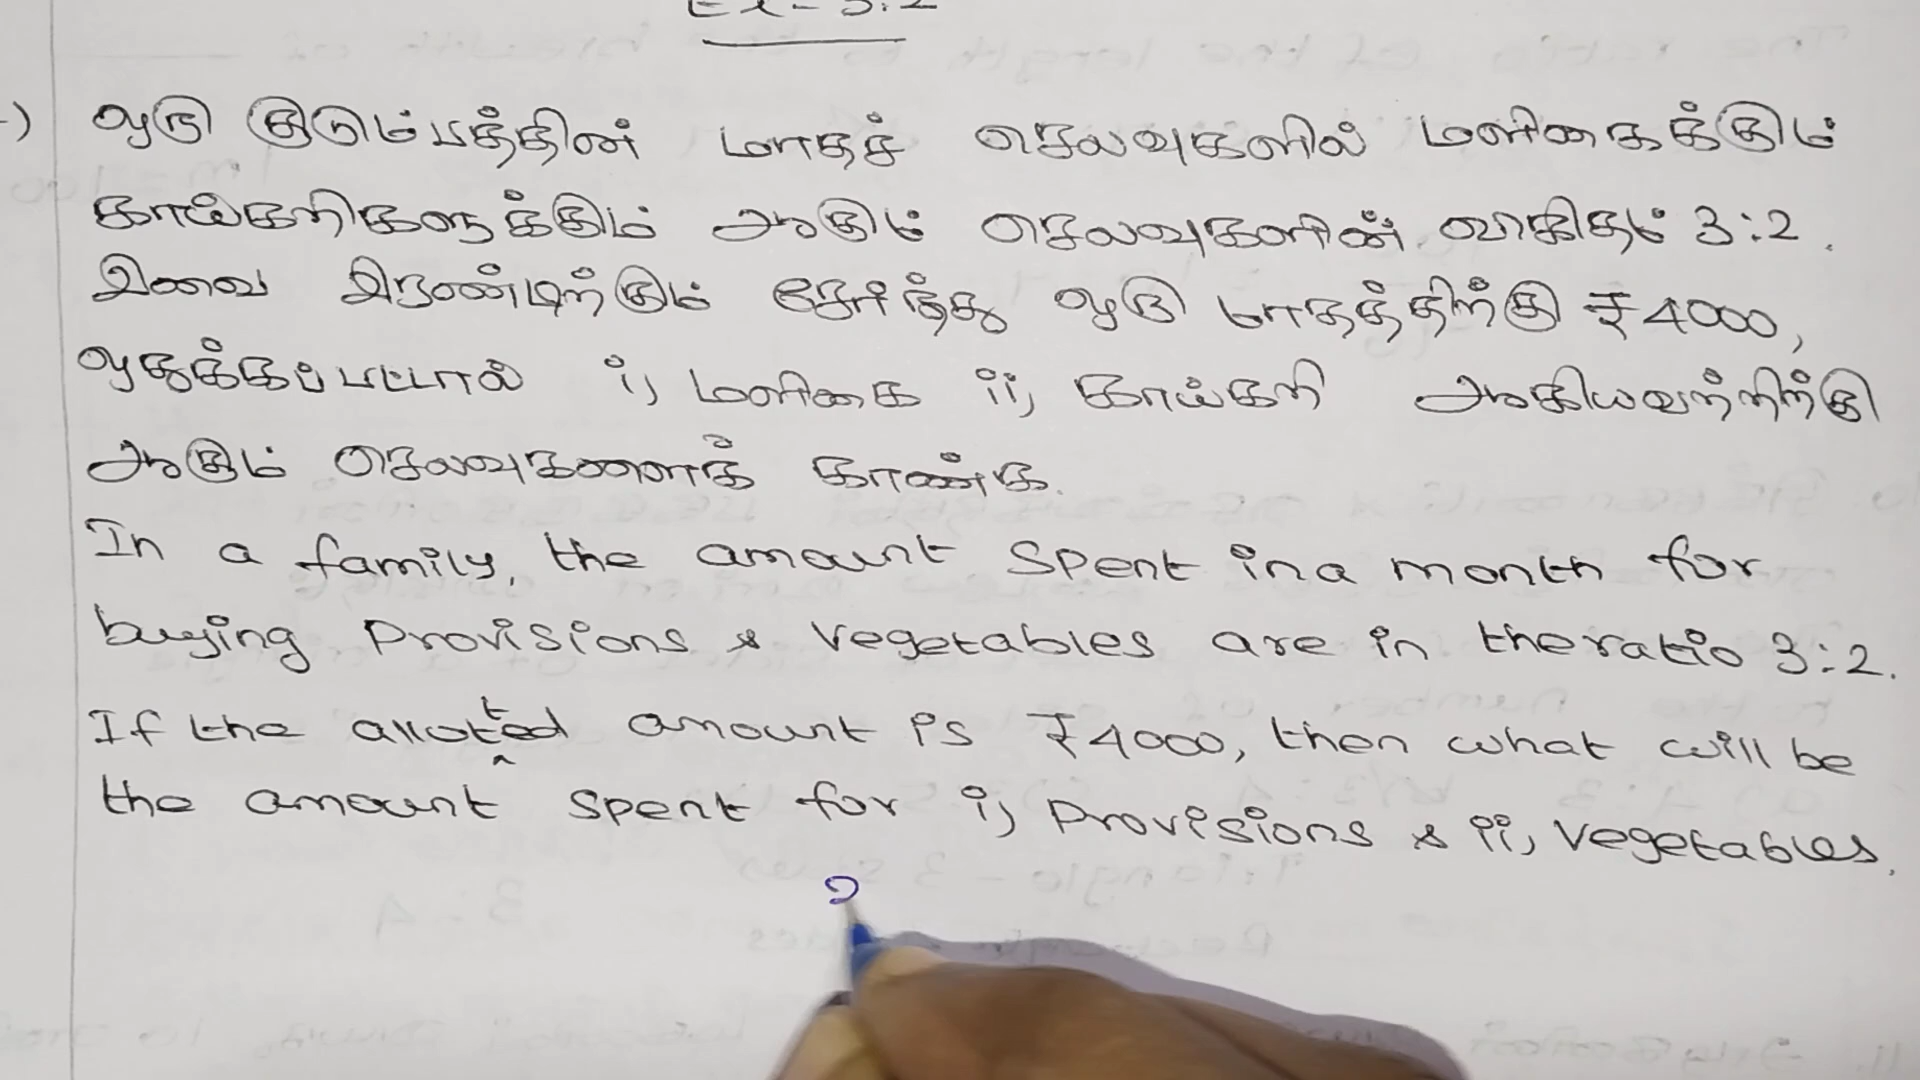 Ex - 3.2
ஒரு குடும்பத்தின் மாதச் செலவுகளில் மளிகைக்கும்
காய்கறிகளுக்கும் ஆகும் செலவுகளின் வாகிதம் 3:2.
இவை இரண்டிற்கும் சேர்த்து ஒரு மாதத்திற்கு ₹4000,
ஒதுக்கப்பட்டால் i, மளிகை ii, காய்கறி ஆகியவற்றிற்கு
ஆகும் செலவுகளைக் காண்க.
In a family, the amount spent in a month for
buying Provisions & Vegetables are in the ratio 3:2.
If the allotted amount is ₹4000, then what will be
the amount spent for i, Provisions & ii, Vegetables.